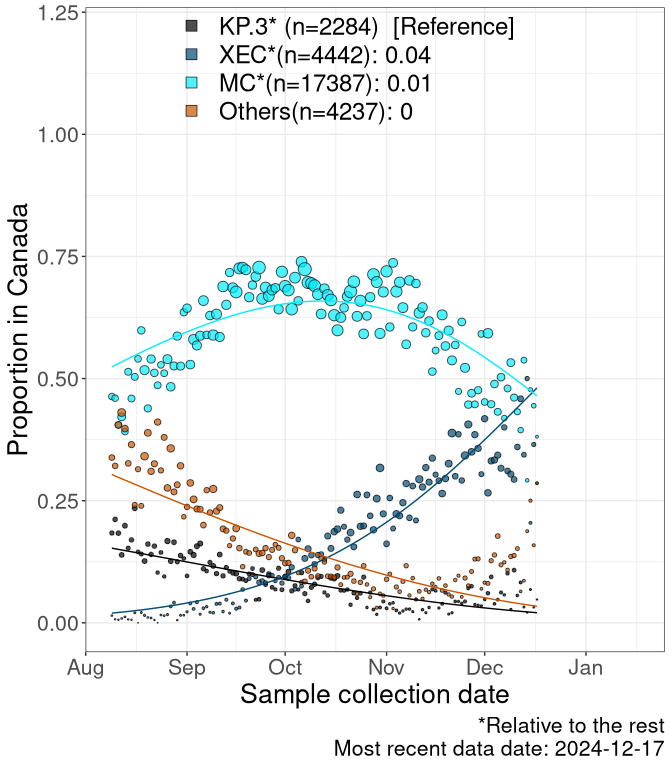 KP.3* (n=2284)  [Reference]
XEC*(n=4442): 0.04
MC*(n=17387): 0.01
Others(n=4237): 0
1.25
1.00
0.75
0.50
0.25
0.00
Proportion in Canada
Aug Sep Oct Nov Dec Jan
Sample collection date
*Relative to the rest
Most recent data date: 2024-12-17